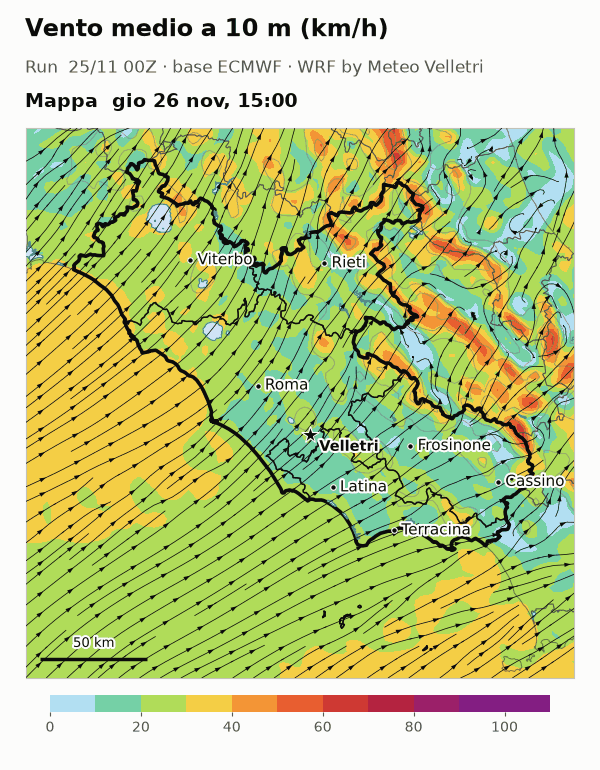 Vento medio a 10 m (km/h)
Run  25/11 00Z · base ECMWF · WRF by Meteo Velletri
Mappa  gio 26 nov, 15:00
Viterbo
Rieti
Roma
Velletri
Frosinone
Latina
Cassino
Terracina
50 km
0 20 40 60 80 100